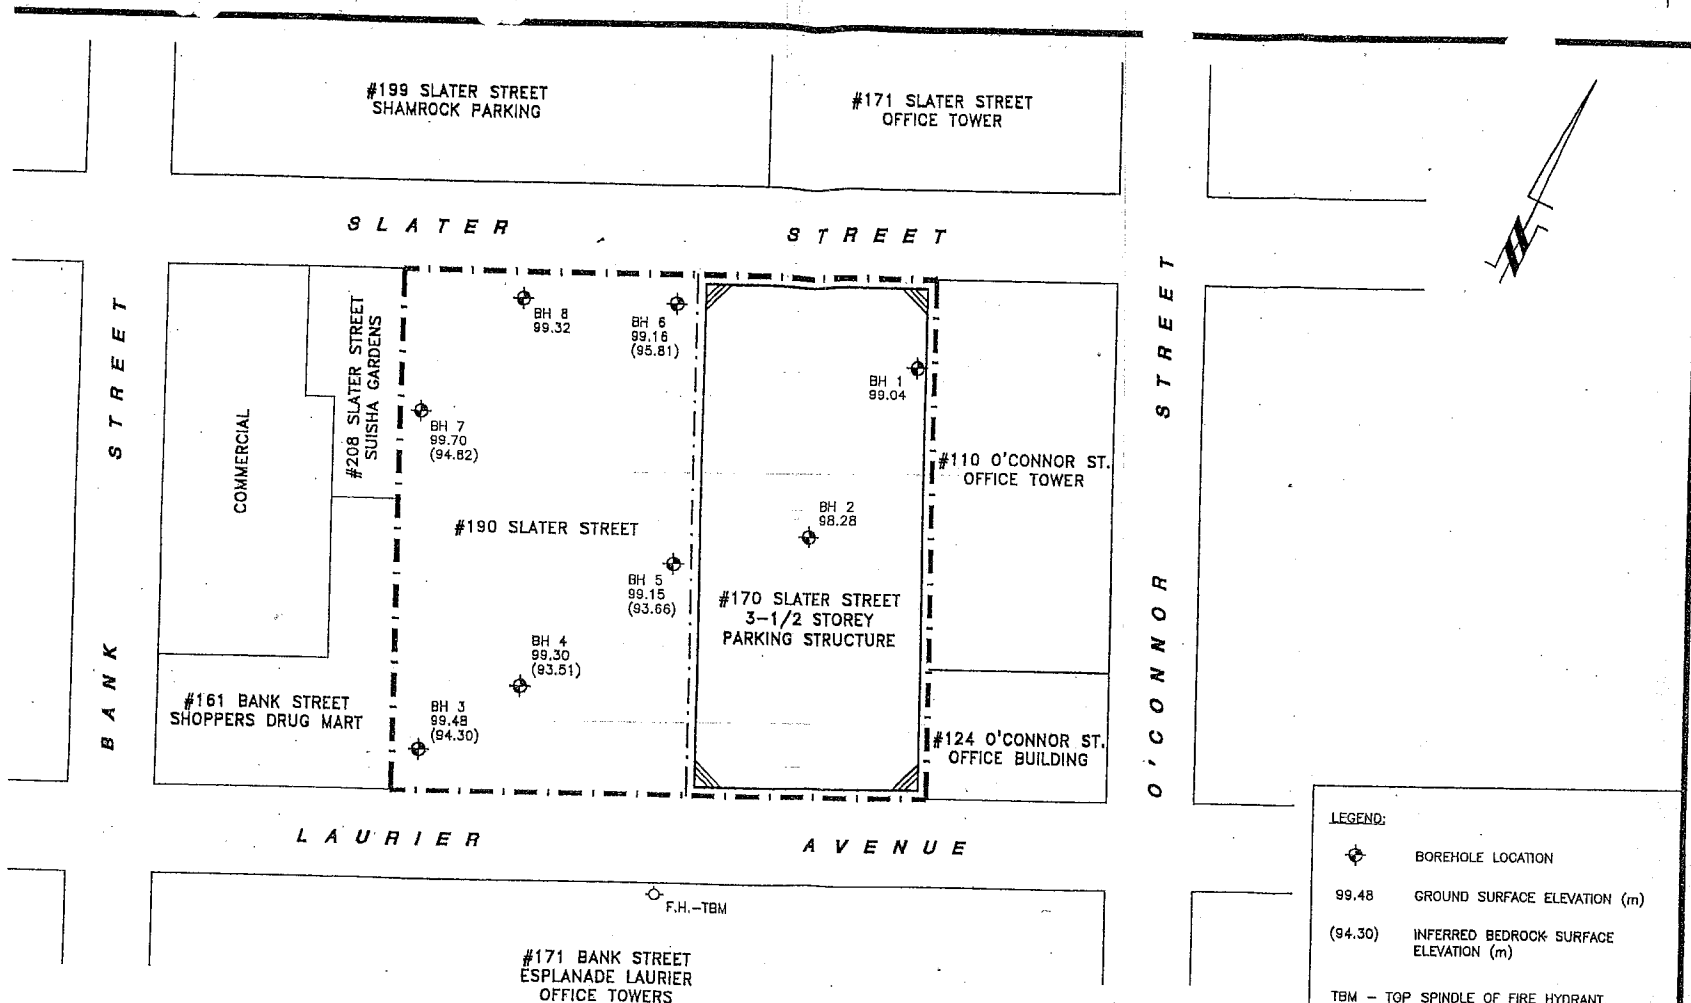 #199 SLATER STREET
SHAMROCK PARKING
#171 SLATER STREET
OFFICE TOWER
SLATER STREET
BANK STREET
O'CONNOR STREET
COMMERCIAL
#208 SLATER STREET
SUISHA GARDENS
BH 8
99.32
BH 6
99.16
(95.81)
BH 1
99.04
BH 7
99.70
(94.82)
#110 O'CONNOR ST.
OFFICE TOWER
#190 SLATER STREET
BH 2
98.28
BH 5
99.15
(93.66)
#170 SLATER STREET
3-1/2 STOREY
PARKING STRUCTURE
BH 4
99.30
(93.51)
#161 BANK STREET
SHOPPERS DRUG MART
BH 3
99.48
(94.30)
#124 O'CONNOR ST.
OFFICE BUILDING
LAURIER AVENUE
F.H.-TBM
#171 BANK STREET
ESPLANADE LAURIER
OFFICE TOWERS
LEGEND:
BOREHOLE LOCATION
99.48 GROUND SURFACE ELEVATION (m)
(94.30) INFERRED BEDROCK SURFACE
ELEVATION (m)
TBM - TOP SPINDLE OF FIRE HYDRANT